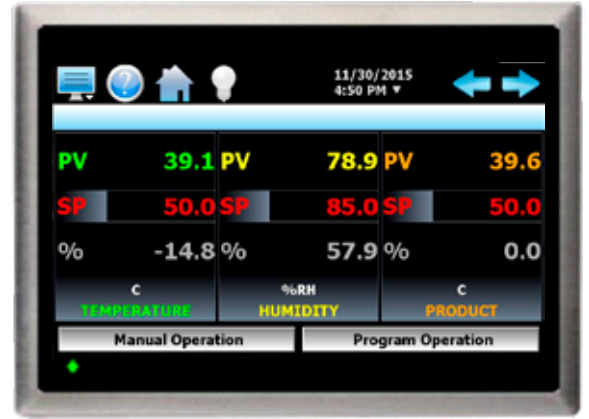 11/30/2015
4:50 PM ▼
PV 39.1 PV 78.9 PV 39.6
SP 50.0 SP 85.0 SP 50.0
% -14.8 % 57.9 % 0.0
C %RH C
TEMPERATURE HUMIDITY PRODUCT
Manual Operation Program Operation